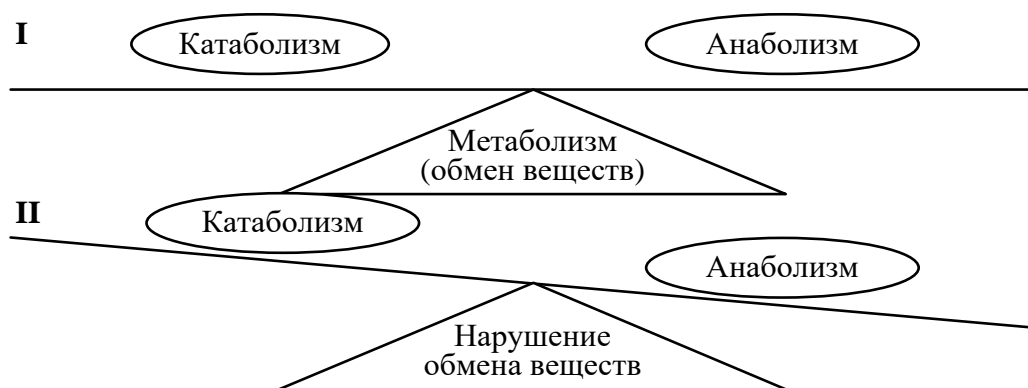 I
Катаболизм
Анаболизм
Метаболизм
(обмен веществ)
II
Катаболизм
Анаболизм
Нарушение
обмена веществ